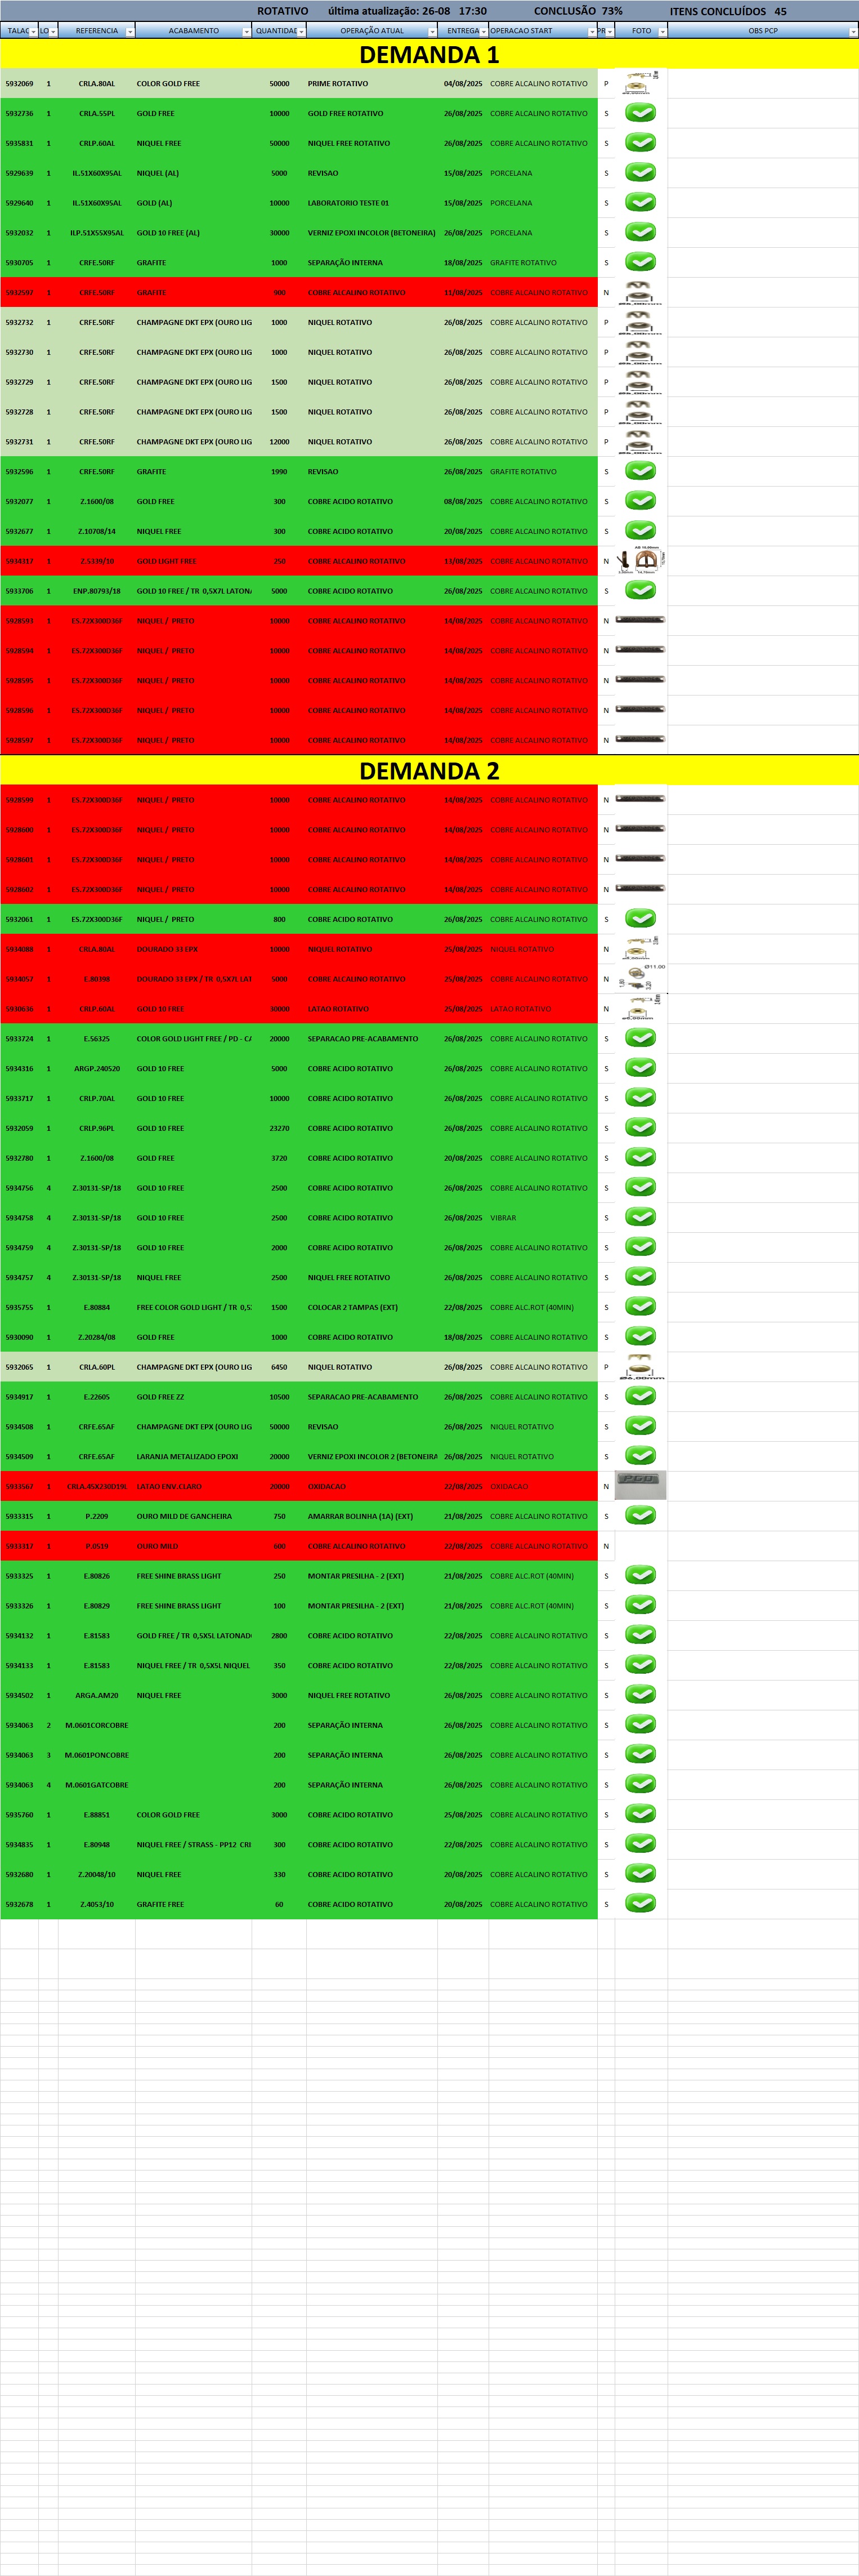 ROTATIVO última atualização: 26-08 17:30 CONCLUSÃO 73% ITENS CONCLUÍDOS 45
TALAC LO REFERENCIA ACABAMENTO QUANTIDAE OPERAÇÃO ATUAL ENTREGA OPERACAO START PR FOTO OBS PCP
DEMANDA 1
5932069 1 CRLA.80AL COLOR GOLD FREE 50000 PRIME ROTATIVO 04/08/2025 COBRE ALCALINO ROTATIVO P
5932736 1 CRLA.55PL GOLD FREE 10000 GOLD FREE ROTATIVO 26/08/2025 COBRE ALCALINO ROTATIVO S
5935831 1 CRLP.60AL NIQUEL FREE 50000 NIQUEL FREE ROTATIVO 26/08/2025 COBRE ALCALINO ROTATIVO S
5929639 1 IL.51X60X95AL NIQUEL (AL) 5000 REVISAO 15/08/2025 PORCELANA S
5929640 1 IL.51X60X95AL GOLD (AL) 10000 LABORATORIO TESTE 01 15/08/2025 PORCELANA S
5932032 1 ILP.51X55X95AL GOLD 10 FREE (AL) 30000 VERNIZ EPOXI INCOLOR (BETONEIRA) 26/08/2025 PORCELANA S
5930705 1 CRFE.50RF GRAFITE 1000 SEPARAÇÃO INTERNA 18/08/2025 GRAFITE ROTATIVO S
5932597 1 CRFE.50RF GRAFITE 900 COBRE ALCALINO ROTATIVO 11/08/2025 COBRE ALCALINO ROTATIVO N
5932732 1 CRFE.50RF CHAMPAGNE DKT EPX (OURO LIG 1000 NIQUEL ROTATIVO 26/08/2025 COBRE ALCALINO ROTATIVO P
5932730 1 CRFE.50RF CHAMPAGNE DKT EPX (OURO LIG 1000 NIQUEL ROTATIVO 26/08/2025 COBRE ALCALINO ROTATIVO P
5932729 1 CRFE.50RF CHAMPAGNE DKT EPX (OURO LIG 1500 NIQUEL ROTATIVO 26/08/2025 COBRE ALCALINO ROTATIVO P
5932728 1 CRFE.50RF CHAMPAGNE DKT EPX (OURO LIG 1500 NIQUEL ROTATIVO 26/08/2025 COBRE ALCALINO ROTATIVO P
5932731 1 CRFE.50RF CHAMPAGNE DKT EPX (OURO LIG 12000 NIQUEL ROTATIVO 26/08/2025 COBRE ALCALINO ROTATIVO P
5932596 1 CRFE.50RF GRAFITE 1990 REVISAO 26/08/2025 GRAFITE ROTATIVO S
5932077 1 Z.1600/08 GOLD FREE 300 COBRE ACIDO ROTATIVO 08/08/2025 COBRE ALCALINO ROTATIVO S
5932677 1 Z.10708/14 NIQUEL FREE 300 COBRE ACIDO ROTATIVO 20/08/2025 COBRE ALCALINO ROTATIVO S
5934317 1 Z.5339/10 GOLD LIGHT FREE 250 COBRE ALCALINO ROTATIVO 13/08/2025 COBRE ALCALINO ROTATIVO N
5933706 1 ENP.80793/18 GOLD 10 FREE / TR 0,5X7L LATON 5000 COBRE ACIDO ROTATIVO 26/08/2025 COBRE ALCALINO ROTATIVO S
5928593 1 ES.72X300D36F NIQUEL / PRETO 10000 COBRE ALCALINO ROTATIVO 14/08/2025 COBRE ALCALINO ROTATIVO N
5928594 1 ES.72X300D36F NIQUEL / PRETO 10000 COBRE ALCALINO ROTATIVO 14/08/2025 COBRE ALCALINO ROTATIVO N
5928595 1 ES.72X300D36F NIQUEL / PRETO 10000 COBRE ALCALINO ROTATIVO 14/08/2025 COBRE ALCALINO ROTATIVO N
5928596 1 ES.72X300D36F NIQUEL / PRETO 10000 COBRE ALCALINO ROTATIVO 14/08/2025 COBRE ALCALINO ROTATIVO N
5928597 1 ES.72X300D36F NIQUEL / PRETO 10000 COBRE ALCALINO ROTATIVO 14/08/2025 COBRE ALCALINO ROTATIVO N
DEMANDA 2
5928599 1 ES.72X300D36F NIQUEL / PRETO 10000 COBRE ALCALINO ROTATIVO 14/08/2025 COBRE ALCALINO ROTATIVO N
5928600 1 ES.72X300D36F NIQUEL / PRETO 10000 COBRE ALCALINO ROTATIVO 14/08/2025 COBRE ALCALINO ROTATIVO N
5928601 1 ES.72X300D36F NIQUEL / PRETO 10000 COBRE ALCALINO ROTATIVO 14/08/2025 COBRE ALCALINO ROTATIVO N
5928602 1 ES.72X300D36F NIQUEL / PRETO 10000 COBRE ALCALINO ROTATIVO 14/08/2025 COBRE ALCALINO ROTATIVO N
5932061 1 ES.72X300D36F NIQUEL / PRETO 800 COBRE ACIDO ROTATIVO 26/08/2025 COBRE ALCALINO ROTATIVO S
5934088 1 CRLA.80AL DOURADO 33 EPX 10000 NIQUEL ROTATIVO 25/08/2025 NIQUEL ROTATIVO N
5934057 1 E.80398 DOURADO 33 EPX / TR 0,5X7L LAT 5000 COBRE ALCALINO ROTATIVO 25/08/2025 COBRE ALCALINO ROTATIVO N Ø11.00
5930636 1 CRLP.60AL GOLD 10 FREE 30000 LATAO ROTATIVO 25/08/2025 LATAO ROTATIVO N
5933724 1 E.56325 COLOR GOLD LIGHT FREE / PD - C 20000 SEPARACAO PRE-ACABAMENTO 26/08/2025 COBRE ALCALINO ROTATIVO S
5934316 1 ARGP.240520 GOLD 10 FREE 5000 COBRE ACIDO ROTATIVO 26/08/2025 COBRE ALCALINO ROTATIVO S
5933717 1 CRLP.70AL GOLD 10 FREE 10000 COBRE ACIDO ROTATIVO 26/08/2025 COBRE ALCALINO ROTATIVO S
5932059 1 CRLP.96PL GOLD 10 FREE 23270 COBRE ACIDO ROTATIVO 26/08/2025 COBRE ALCALINO ROTATIVO S
5932780 1 Z.1600/08 GOLD FREE 3720 COBRE ACIDO ROTATIVO 20/08/2025 COBRE ALCALINO ROTATIVO S
5934756 4 Z.30131-SP/18 GOLD 10 FREE 2500 COBRE ACIDO ROTATIVO 26/08/2025 COBRE ALCALINO ROTATIVO S
5934758 4 Z.30131-SP/18 GOLD 10 FREE 2500 COBRE ACIDO ROTATIVO 26/08/2025 VIBRAR S
5934759 4 Z.30131-SP/18 GOLD 10 FREE 2000 COBRE ACIDO ROTATIVO 26/08/2025 COBRE ALCALINO ROTATIVO S
5934757 4 Z.30131-SP/18 NIQUEL FREE 2500 NIQUEL FREE ROTATIVO 26/08/2025 COBRE ALCALINO ROTATIVO S
5935755 1 E.80884 FREE COLOR GOLD LIGHT / TR 0,5 1500 COLOCAR 2 TAMPAS (EXT) 22/08/2025 COBRE ALC.ROT (40MIN) S
5930090 1 Z.20284/08 GOLD FREE 1000 COBRE ACIDO ROTATIVO 18/08/2025 COBRE ALCALINO ROTATIVO S
5932065 1 CRLA.60PL CHAMPAGNE DKT EPX (OURO LIG 6450 NIQUEL ROTATIVO 26/08/2025 COBRE ALCALINO ROTATIVO P
5934917 1 E.22605 GOLD FREE ZZ 10500 SEPARACAO PRE-ACABAMENTO 26/08/2025 COBRE ALCALINO ROTATIVO S
5934508 1 CRFE.65AF CHAMPAGNE DKT EPX (OURO LIG 50000 REVISAO 26/08/2025 NIQUEL ROTATIVO S
5934509 1 CRFE.65AF LARANJA METALIZADO EPOXI 20000 VERNIZ EPOXI INCOLOR 2 (BETONEIRA 26/08/2025 NIQUEL ROTATIVO S
5933567 1 CRLA.45X230D19L LATAO ENV.CLARO 20000 OXIDACAO 22/08/2025 OXIDACAO N
5933315 1 P.2209 OURO MILD DE GANCHEIRA 750 AMARRAR BOLINHA (1A) (EXT) 21/08/2025 COBRE ALCALINO ROTATIVO S
5933317 1 P.0519 OURO MILD 600 COBRE ALCALINO ROTATIVO 22/08/2025 COBRE ALCALINO ROTATIVO N
5933325 1 E.80826 FREE SHINE BRASS LIGHT 250 MONTAR PRESILHA - 2 (EXT) 21/08/2025 COBRE ALC.ROT (40MIN) S
5933326 1 E.80829 FREE SHINE BRASS LIGHT 100 MONTAR PRESILHA - 2 (EXT) 21/08/2025 COBRE ALC.ROT (40MIN) S
5934132 1 E.81583 GOLD FREE / TR 0,5X5L LATONAD 2800 COBRE ACIDO ROTATIVO 22/08/2025 COBRE ALCALINO ROTATIVO S
5934133 1 E.81583 NIQUEL FREE / TR 0,5X5L NIQUEL 350 COBRE ACIDO ROTATIVO 22/08/2025 COBRE ALCALINO ROTATIVO S
5934502 1 ARGA.AM20 NIQUEL FREE 3000 NIQUEL FREE ROTATIVO 26/08/2025 COBRE ALCALINO ROTATIVO S
5934063 2 M.0601CORCOBRE 200 SEPARAÇÃO INTERNA 26/08/2025 COBRE ALCALINO ROTATIVO S
5934063 3 M.0601PONCOBRE 200 SEPARAÇÃO INTERNA 26/08/2025 COBRE ALCALINO ROTATIVO S
5934063 4 M.0601GATCOBRE 200 SEPARAÇÃO INTERNA 26/08/2025 COBRE ALCALINO ROTATIVO S
5935760 1 E.88851 COLOR GOLD FREE 3000 COBRE ACIDO ROTATIVO 25/08/2025 COBRE ALCALINO ROTATIVO S
5934835 1 E.80948 NIQUEL FREE / STRASS - PP12 CRI 300 COBRE ACIDO ROTATIVO 22/08/2025 COBRE ALCALINO ROTATIVO S
5932680 1 Z.20048/10 NIQUEL FREE 330 COBRE ACIDO ROTATIVO 20/08/2025 COBRE ALCALINO ROTATIVO S
5932678 1 Z.4053/10 GRAFITE FREE 60 COBRE ACIDO ROTATIVO 20/08/2025 COBRE ALCALINO ROTATIVO S